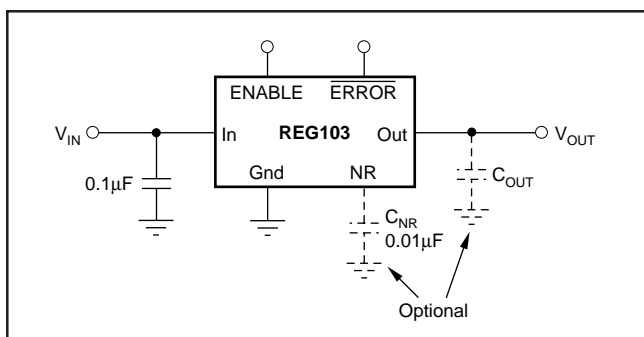 ENABLE
ERROR
V_IN
In
REG103
Out
V_OUT
0.1µF
Gnd
NR
C_NR
0.01µF
C_OUT
Optional